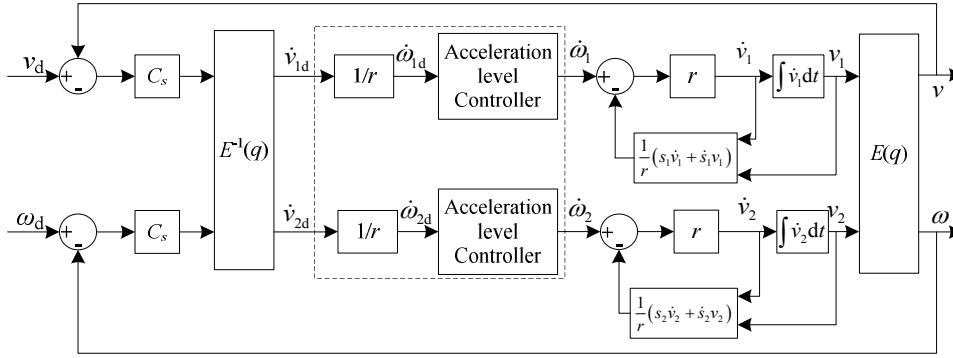 v_d
+
-
C_s
E⁻¹(q)
v̇_1d
1/r
ω̇_1d
Acceleration
level
Controller
ω̇_1
+
-
r
v̇_1
∫ v̇_1 dt
v_1
1/r (s_1 v̇_1 + ṡ_1 v_1)
E(q)
v
ω_d
+
-
C_s
v̇_2d
1/r
ω̇_2d
Acceleration
level
Controller
ω̇_2
+
-
r
v̇_2
∫ v̇_2 dt
v_2
1/r (s_2 v̇_2 + ṡ_2 v_2)
ω